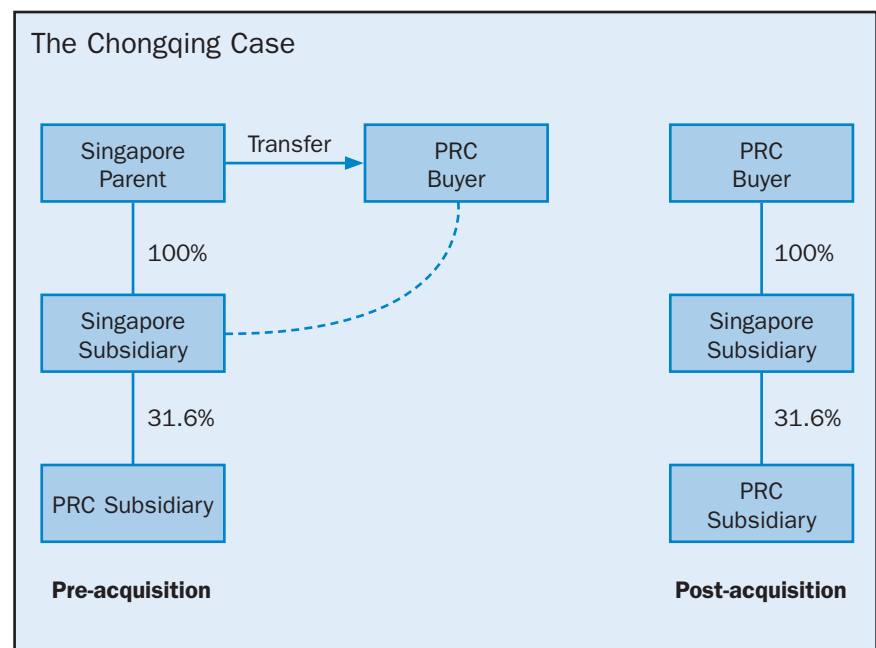 The Chongqing Case
Singapore
Parent
Transfer
PRC
Buyer
PRC
Buyer
100%
100%
Singapore
Subsidiary
Singapore
Subsidiary
31.6%
31.6%
PRC Subsidiary
PRC
Subsidiary
Pre-acquisition
Post-acquisition